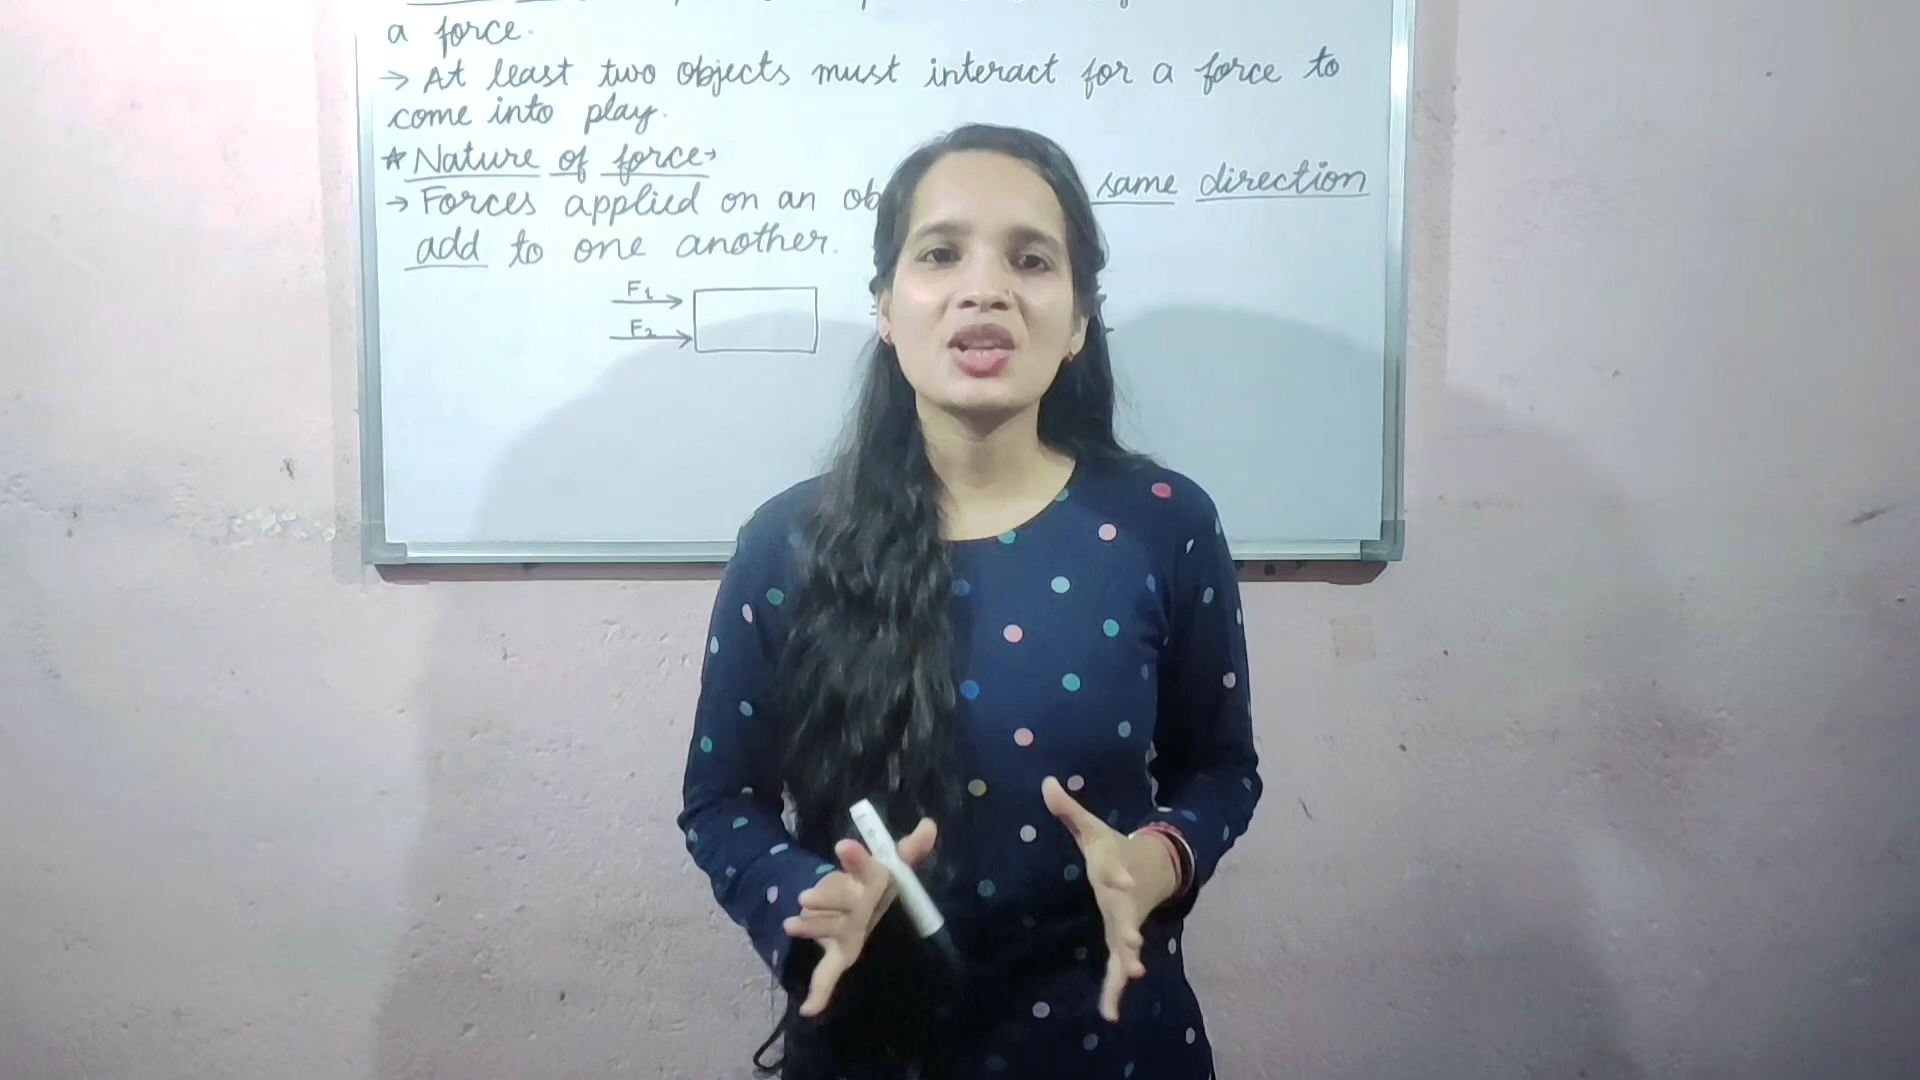 a force.
→ At least two objects must interact for a force to
come into play.
* Nature of force→
→ Forces applied on an ob same direction
add to one another.
F1
F2